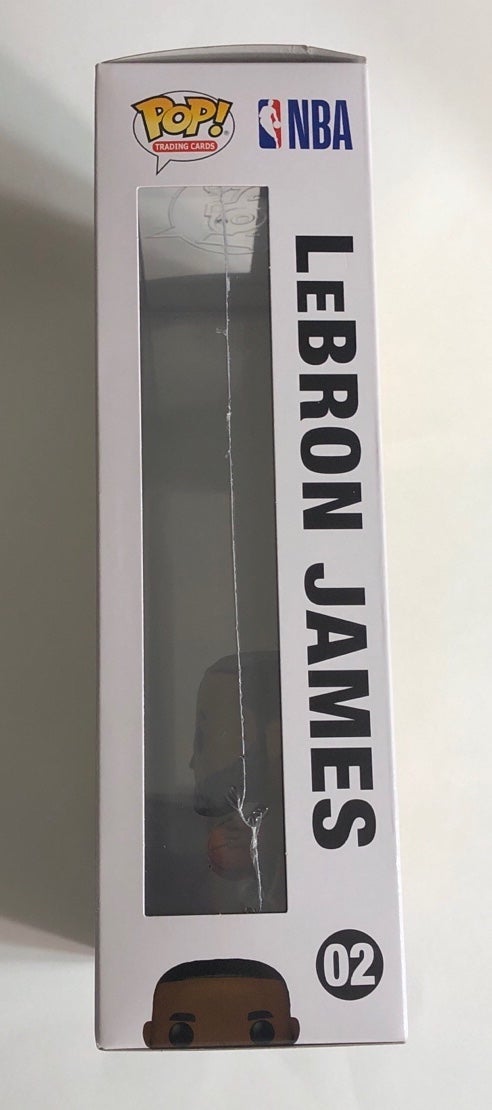 POP!
TRADING CARDS
NBA
LEBRON JAMES
02